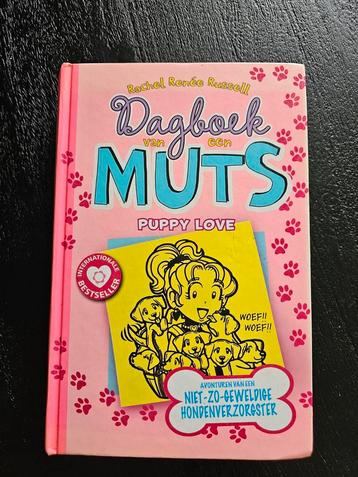 Rachel Renée Russell
Dagboek
van een
MUTS
PUPPY LOVE
INTERNATIONALE
BESTSELLER
WOEF!!
WOEF!!
AVONTUREN VAN EEN
NIET-ZO-GEWELDIGE
HONDENVERZORGSTER